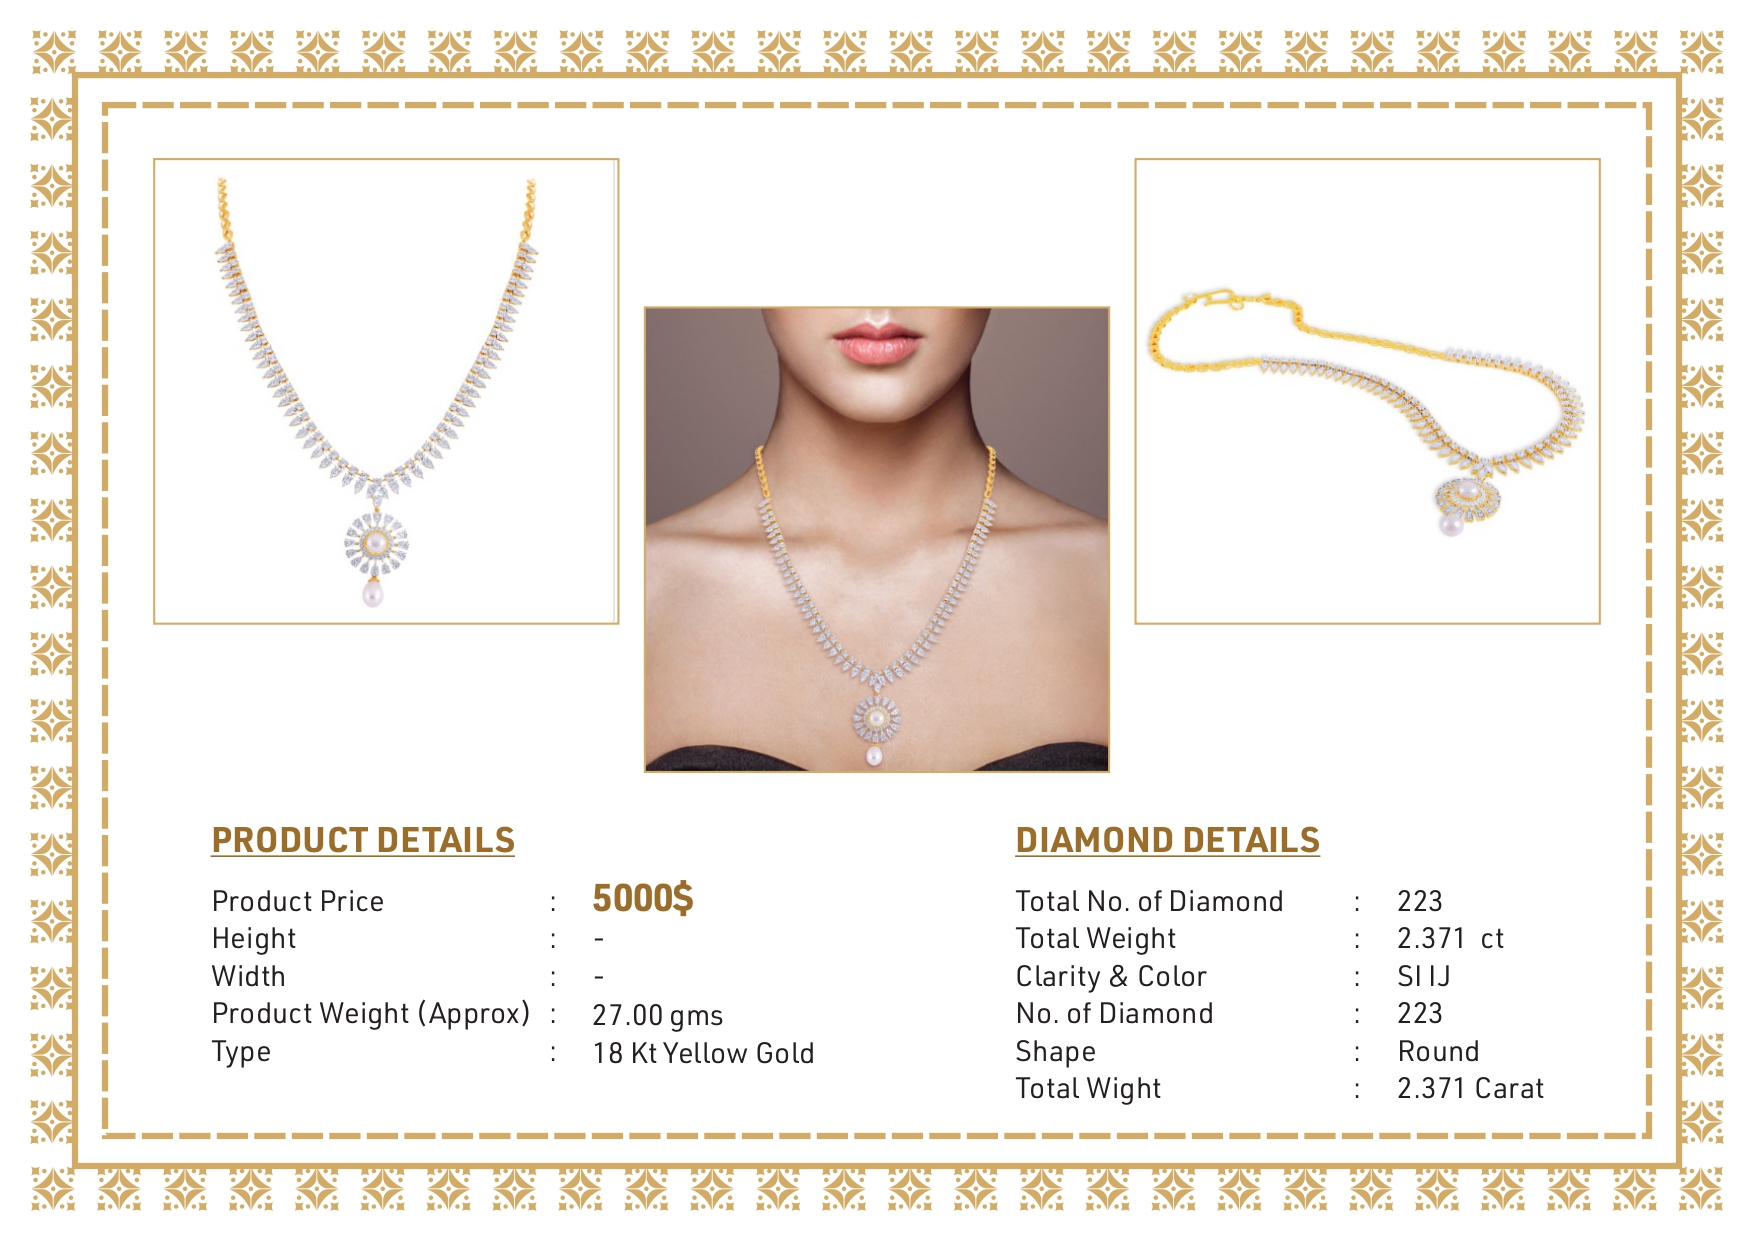 PRODUCT DETAILS
Product Price : 5000$
Height : -
Width : -
Product Weight (Approx) : 27.00 gms
Type : 18 Kt Yellow Gold
DIAMOND DETAILS
Total No. of Diamond : 223
Total Weight : 2.371 ct
Clarity & Color : SI IJ
No. of Diamond : 223
Shape : Round
Total Wight : 2.371 Carat